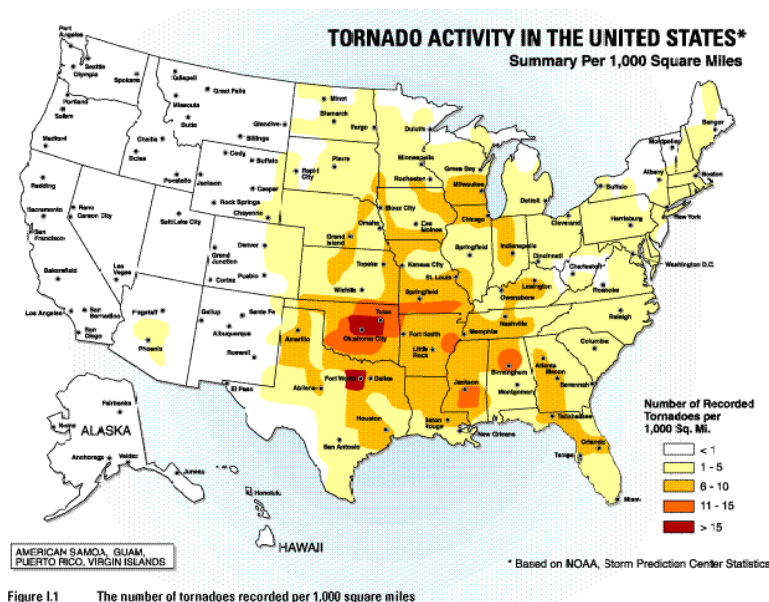 TORNADO ACTIVITY IN THE UNITED STATES*
Summary Per 1,000 Square Miles
Port
Angeles
Seattle
Olympia
Spokane
Kalispell
Great Falls
Missoula
Butte
Glendive
Billings
Minot
Bismarck
Fargo
Duluth
Portland
Salem
Medford
Boise
Pocatello
Cody
Buffalo
Jackson
Rock Springs
Casper
Cheyenne
Rapid
City
Pierre
Minneapolis
Rochester
Green Bay
Milwaukee
Chicago
Detroit
Bangor
Montpelier
Albany
Boston
Buffalo
New York
Harrisburg
Cleveland
Washington D.C.
Redding
Sacramento
San
Francisco
Reno
Carson City
Salt Lake City
Bakersfield
Las
Vegas
Los Angeles
San
Bernardino
San
Diego
Grand
Junction
Cortez
Denver
Pueblo
Sioux City
Omaha
Des
Moines
Grand
Island
Topeka
Wichita
Kansas City
St. Louis
Springfield
Springfield
Indianapolis
Cincinnati
Charleston
Roanoke
Lexington
Owensboro
Nashville
Raleigh
Columbia
Flagstaff
Phoenix
Gallup
Santa Fe
Albuquerque
Roswell
El Paso
Amarillo
Tulsa
Oklahoma City
Fort Smith
Little
Rock
Memphis
Birmingham
Montgomery
Atlanta
Macon
Savannah
Abilene
Fort Worth
Dallas
Jackson
Houston
San Antonio
Baton
Rouge
New Orleans
Tallahassee
Orlando
Tampa
Miami
Fairbanks
Nome
ALASKA
Anchorage
Valdez
Juneau
Honolulu
HAWAII
Number of Recorded
Tornadoes per
1,000 Sq. Mi.
< 1
1 - 5
6 - 10
11 - 15
> 15
AMERICAN SAMOA, GUAM,
PUERTO RICO, VIRGIN ISLANDS
* Based on NOAA, Storm Prediction Center Statistics
Figure I.1 The number of tornadoes recorded per 1,000 square miles